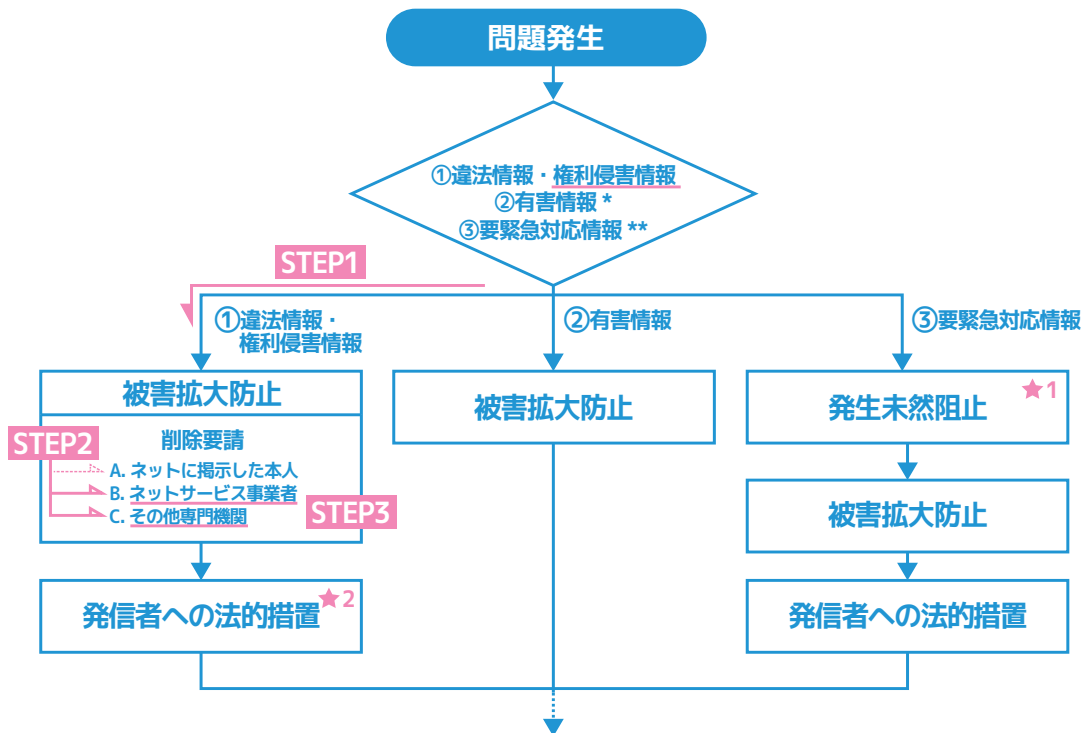 問題発生
①違法情報・権利侵害情報
②有害情報 *
③要緊急対応情報 **
STEP1
①違法情報・
権利侵害情報
②有害情報
③要緊急対応情報
被害拡大防止
削除要請
STEP2
A. ネットに掲示した本人
B. ネットサービス事業者
C. その他専門機関
STEP3
発信者への法的措置
★2
被害拡大防止
発生未然阻止
★1
被害拡大防止
発信者への法的措置